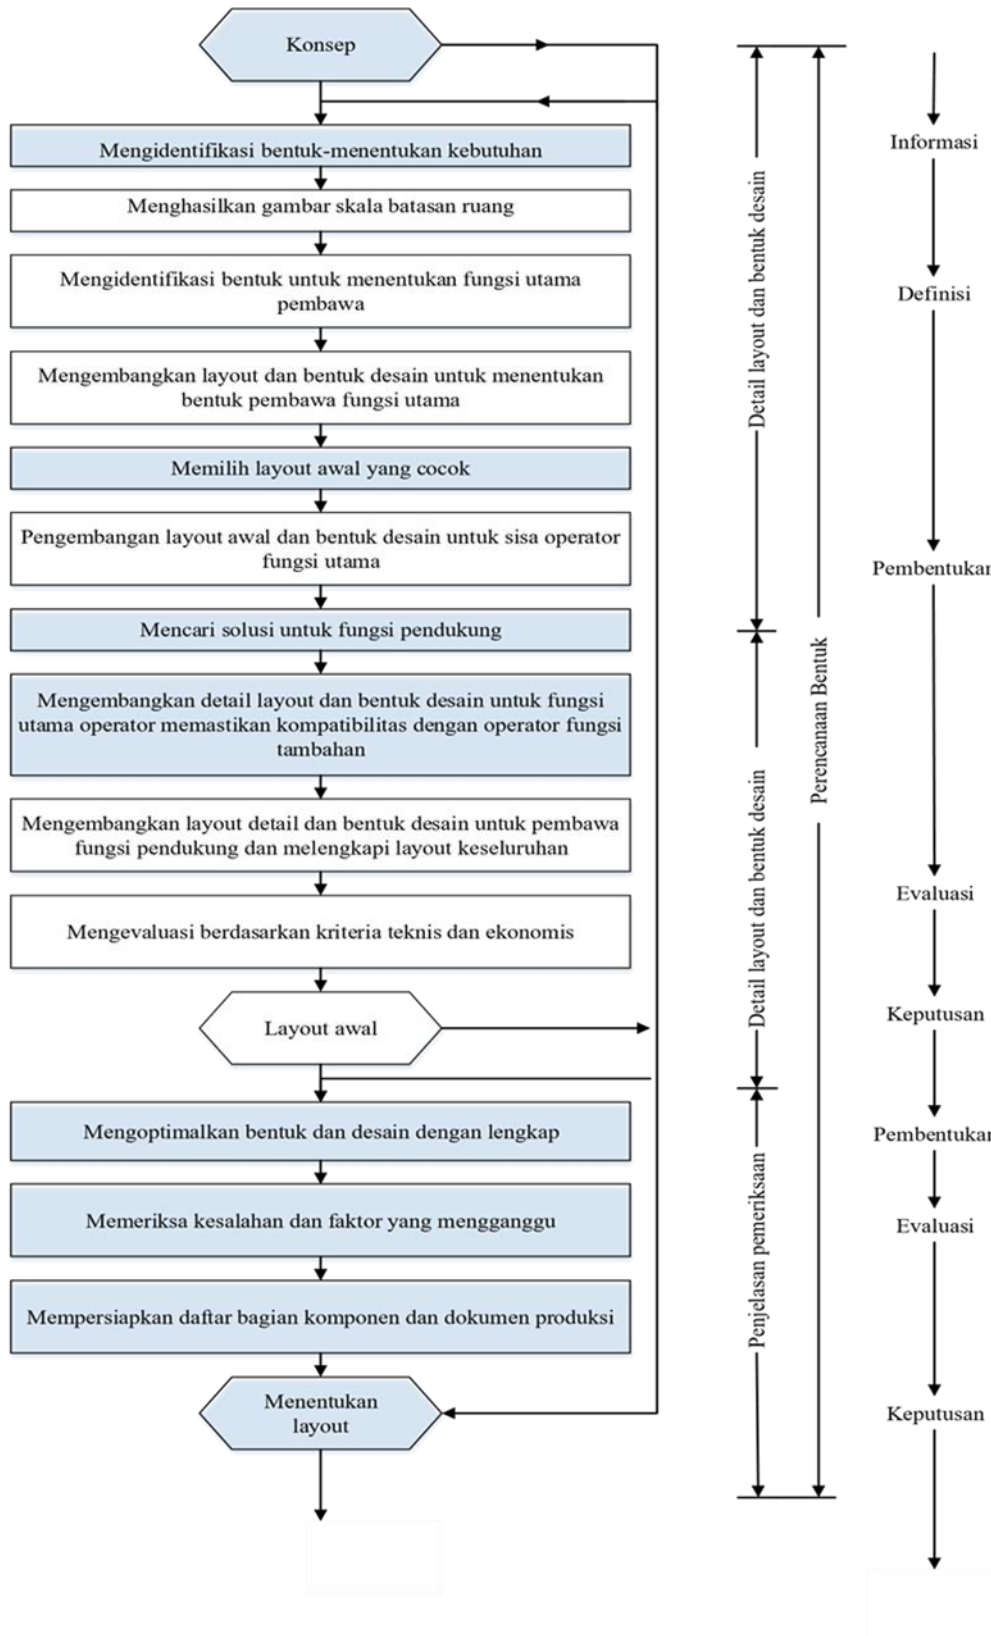 Konsep
Mengidentifikasi bentuk-menentukan kebutuhan
Menghasilkan gambar skala batasan ruang
Mengidentifikasi bentuk untuk menentukan fungsi utama
pembawa
Mengembangkan layout dan bentuk desain untuk menentukan
bentuk pembawa fungsi utama
Memilih layout awal yang cocok
Pengembangan layout awal dan bentuk desain untuk sisa operator
fungsi utama
Mencari solusi untuk fungsi pendukung
Mengembangkan detail layout dan bentuk desain untuk fungsi
utama operator memastikan kompatibilitas dengan operator fungsi
tambahan
Mengembangkan layout detail dan bentuk desain untuk pembawa
fungsi pendukung dan melengkapi layout keseluruhan
Mengevaluasi berdasarkan kriteria teknis dan ekonomis
Layout awal
Mengoptimalkan bentuk dan desain dengan lengkap
Memeriksa kesalahan dan faktor yang mengganggu
Mempersiapkan daftar bagian komponen dan dokumen produksi
Menentukan
layout
Detail layout dan bentuk desain
Detail layout dan bentuk desain
Penjelasan pemeriksaan
Perencanaan Bentuk
Informasi
Definisi
Pembentukan
Evaluasi
Keputusan
Pembentukan
Evaluasi
Keputusan